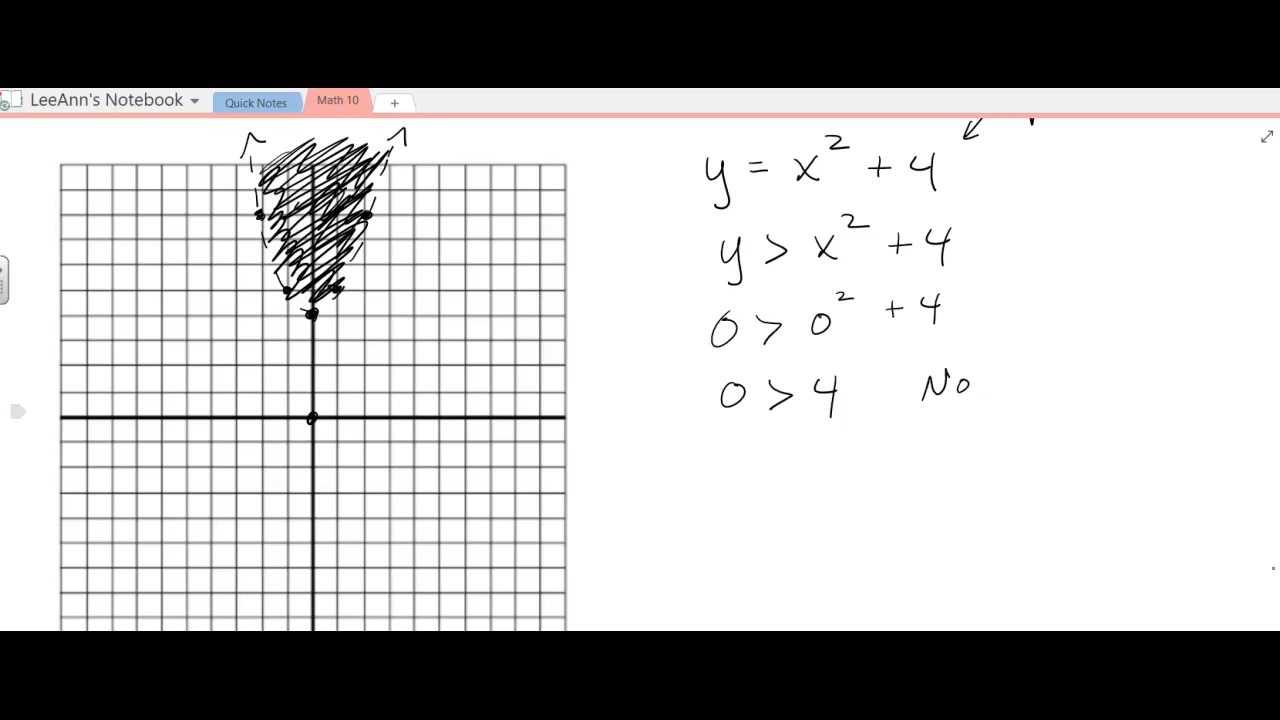 LeeAnn's Notebook
Quick Notes
Math 10
+
y = x² + 4
y > x² + 4
0 > 0² + 4
0 > 4 No